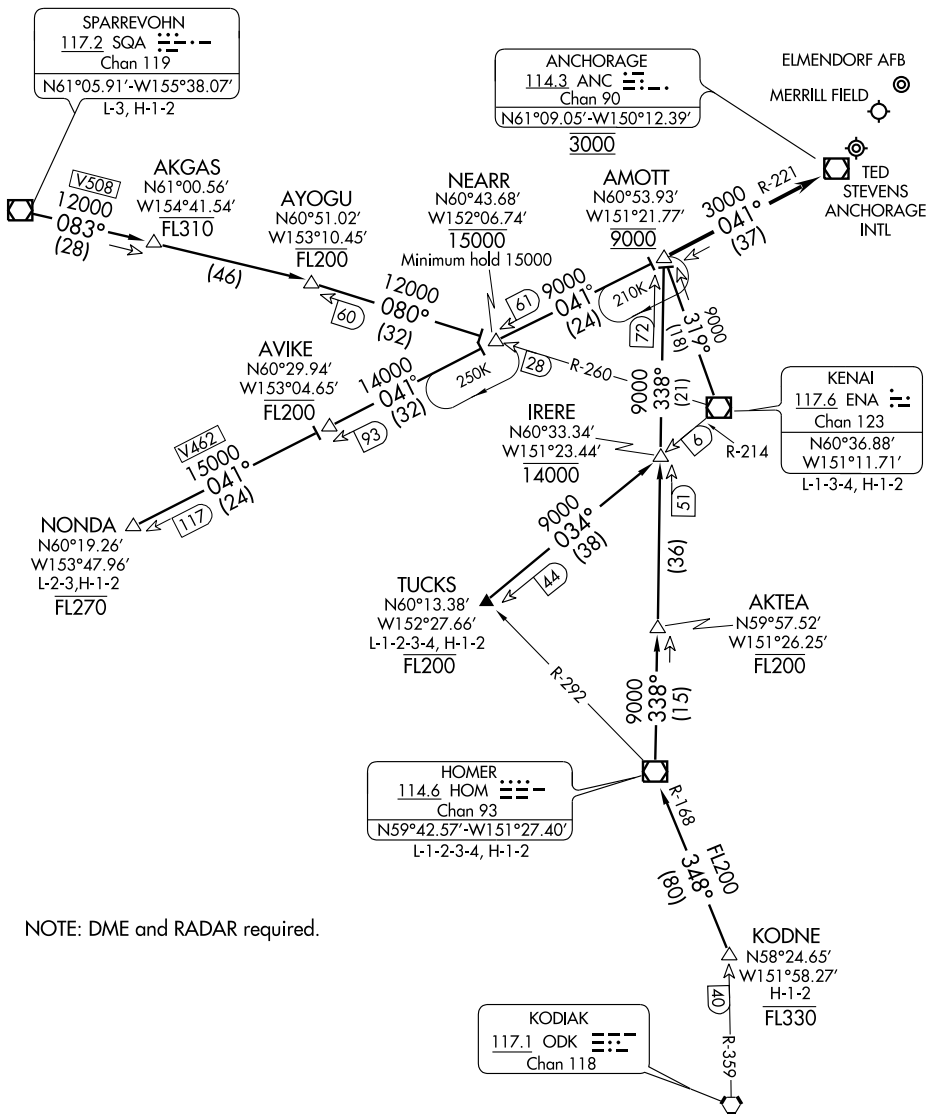 SPARREVOHN
117.2 SQA
Chan 119
N61°05.91'-W155°38.07'
L-3, H-1-2
ANCHORAGE
114.3 ANC
Chan 90
N61°09.05'-W150°12.39'
3000
ELMENDORF AFB
MERRILL FIELD
TED
STEVENS
ANCHORAGE
INTL
V508
12000
083°
(28)
AKGAS
N61°00.56'
W154°41.54'
FL310
(46)
AYOGU
N60°51.02'
W153°10.45'
FL200
60
12000
080°
(32)
NEARR
N60°43.68'
W152°06.74'
15000
Minimum hold 15000
61
9000
041°
(24)
AMOTT
N60°53.93'
W151°21.77'
9000
210K
72
3000
R-221
041°
(37)
9000
319°
(18)
AVIKE
N60°29.94'
W153°04.65'
FL200
93
14000
041°
(32)
250K
28
R-260
9000
338°
(21)
KENAI
117.6 ENA
Chan 123
N60°36.88'
W151°11.71'
L-1-3-4, H-1-2
IRERE
N60°33.34'
W151°23.44'
14000
6
R-214
51
V462
15000
041°
(24)
117
NONDA
N60°19.26'
W153°47.96'
L-2-3,H-1-2
FL270
9000
034°
(38)
44
TUCKS
N60°13.38'
W152°27.66'
L-1-2-3-4, H-1-2
FL200
(36)
AKTEA
N59°57.52'
W151°26.25'
FL200
R-292
9000
338°
(15)
HOMER
114.6 HOM
Chan 93
N59°42.57'-W151°27.40'
L-1-2-3-4, H-1-2
R-168
FL200
348°
(80)
NOTE: DME and RADAR required.
KODNE
N58°24.65'
W151°58.27'
H-1-2
FL330
40
R-359
KODIAK
117.1 ODK
Chan 118